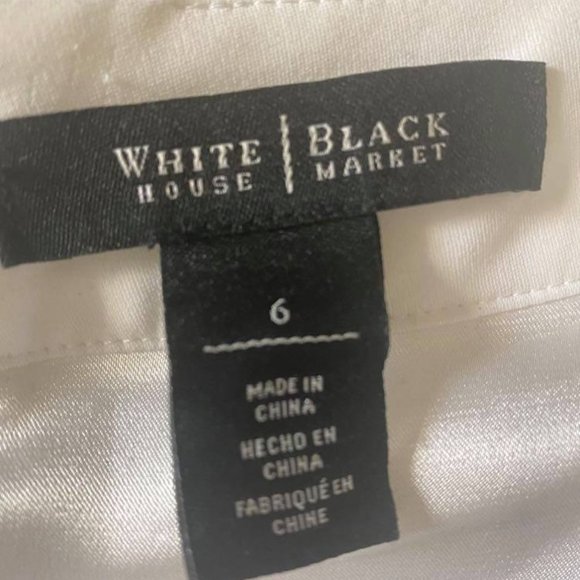 WHITE | BLACK
HOUSE | MARKET
6
MADE IN
CHINA
HECHO EN
CHINA
FABRIQUÉ EN
CHINE